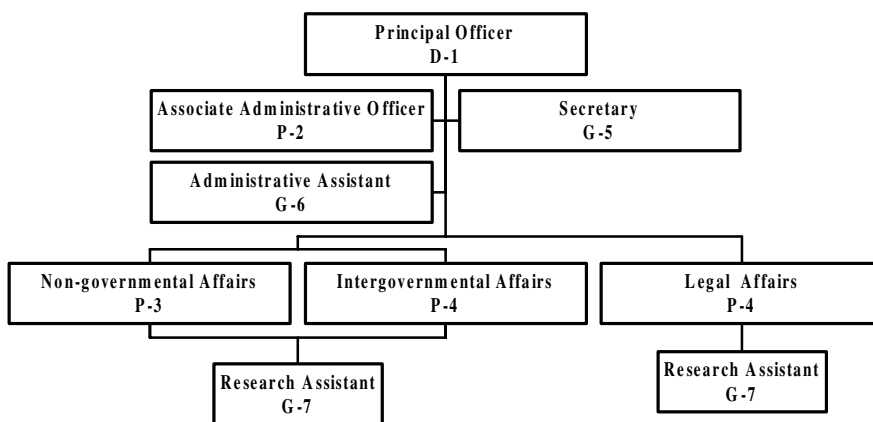 Principal Officer
D-1
Associate Administrative Officer
P-2
Secretary
G-5
Administrative Assistant
G-6
Non-governmental Affairs
P-3
Intergovernmental Affairs
P-4
Legal Affairs
P-4
Research Assistant
G-7
Research Assistant
G-7